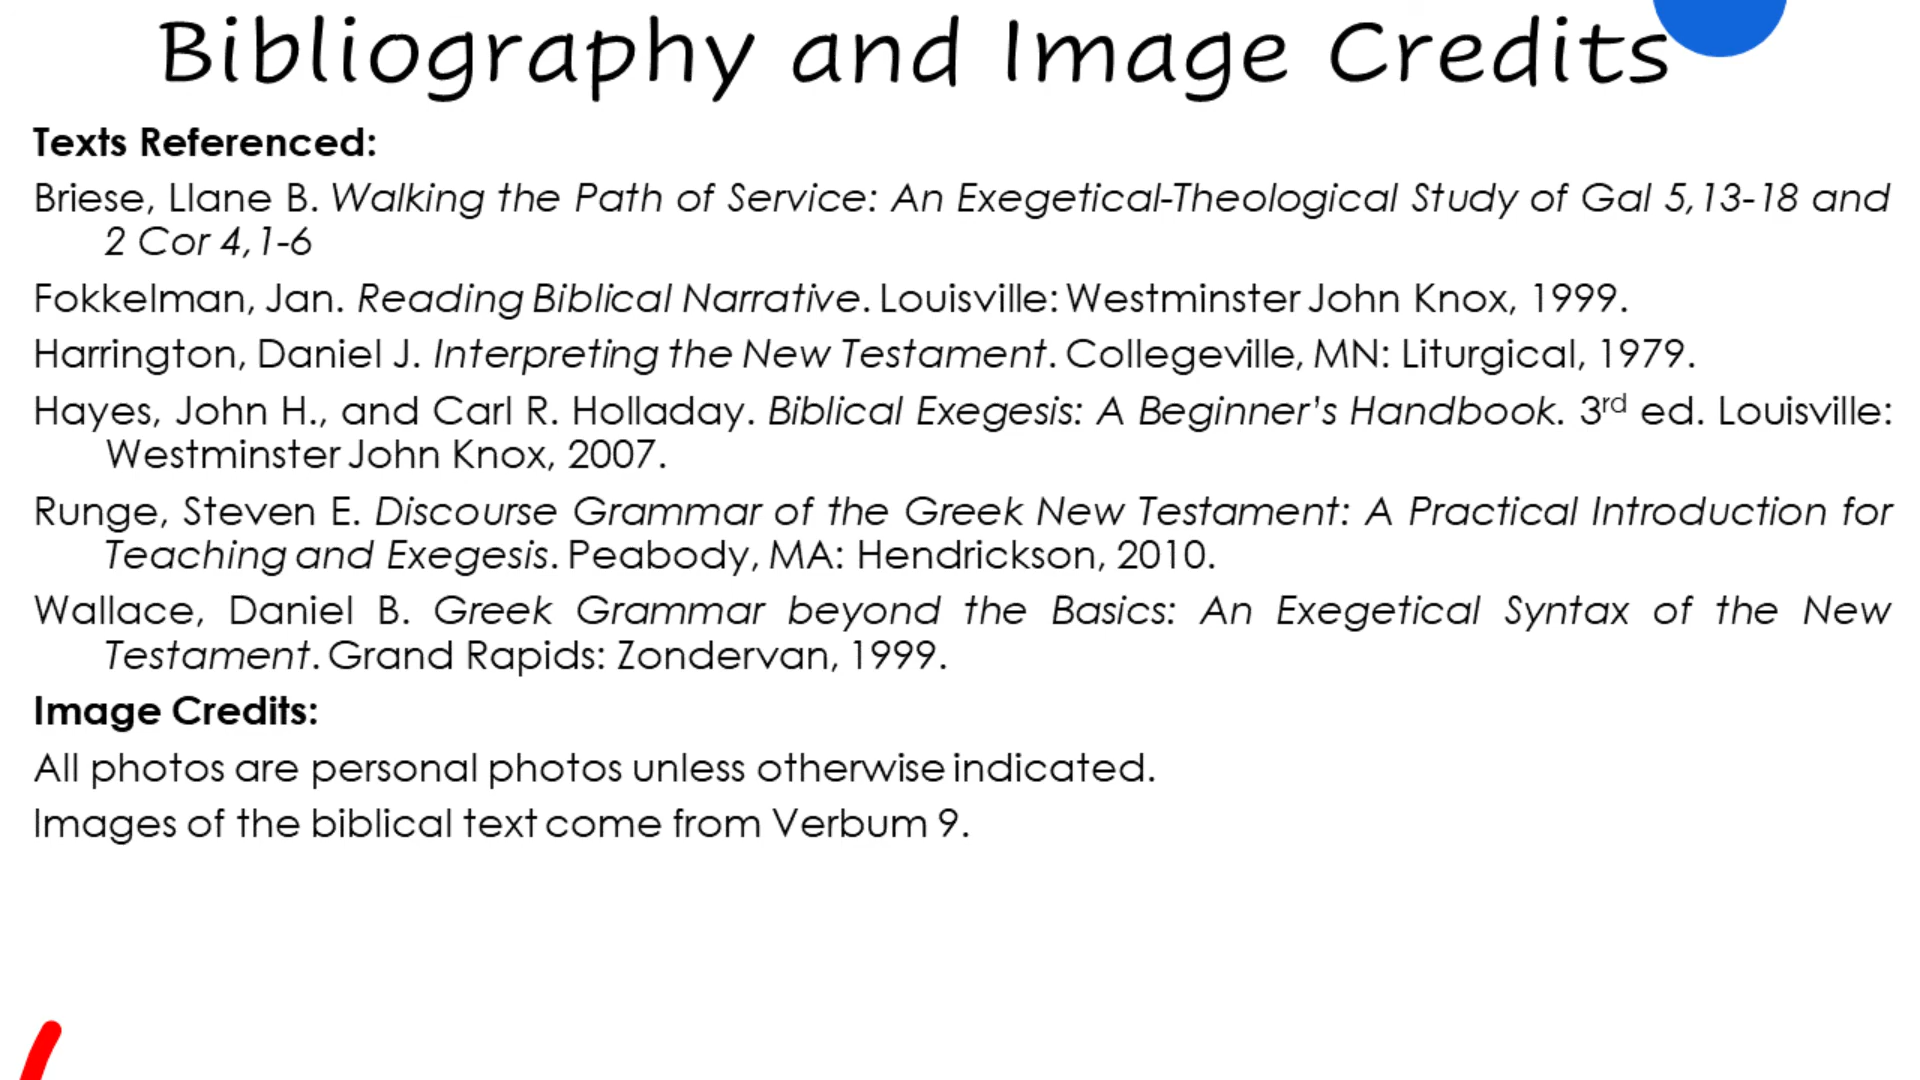 Bibliography and Image Credits
Texts Referenced:
Briese, Llane B. Walking the Path of Service: An Exegetical-Theological Study of Gal 5,13-18 and
2 Cor 4,1-6
Fokkelman, Jan. Reading Biblical Narrative. Louisville: Westminster John Knox, 1999.
Harrington, Daniel J. Interpreting the New Testament. Collegeville, MN: Liturgical, 1979.
Hayes, John H., and Carl R. Holladay. Biblical Exegesis: A Beginner’s Handbook. 3rd ed. Louisville:
Westminster John Knox, 2007.
Runge, Steven E. Discourse Grammar of the Greek New Testament: A Practical Introduction for
Teaching and Exegesis. Peabody, MA: Hendrickson, 2010.
Wallace, Daniel B. Greek Grammar beyond the Basics: An Exegetical Syntax of the New
Testament. Grand Rapids: Zondervan, 1999.
Image Credits:
All photos are personal photos unless otherwise indicated.
Images of the biblical text come from Verbum 9.